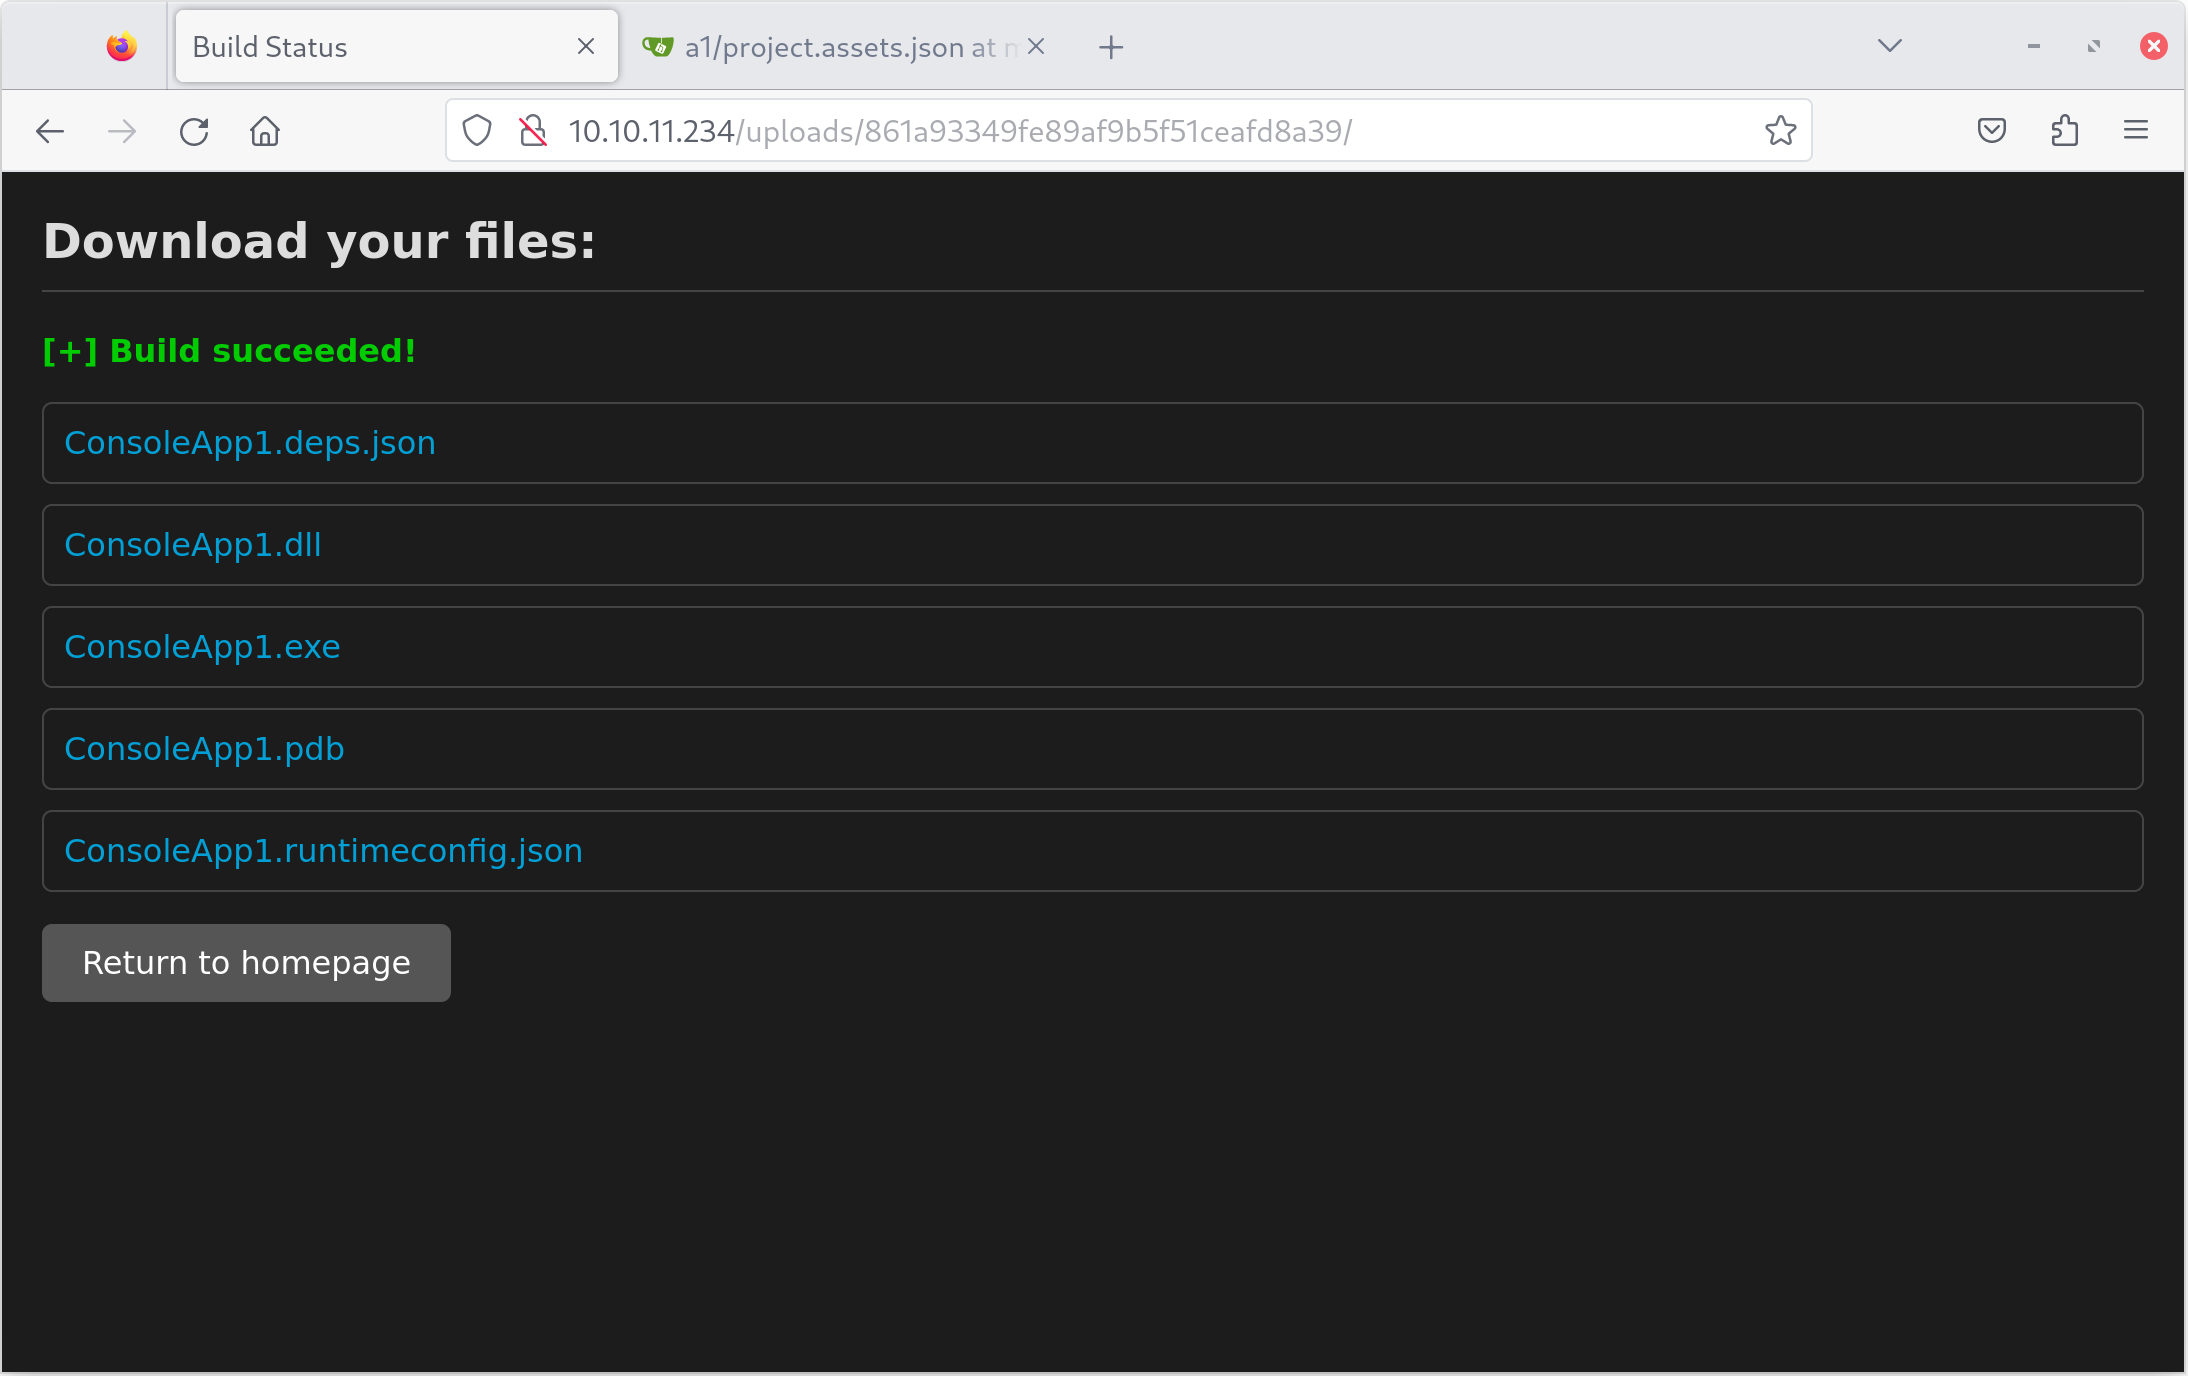 Build Status
a1/project.assets.json at
10.10.11.234/uploads/861a93349fe89af9b5f51ceafd8a39/
Download your files:
[+] Build succeeded!
ConsoleApp1.deps.json
ConsoleApp1.dll
ConsoleApp1.exe
ConsoleApp1.pdb
ConsoleApp1.runtimeconfig.json
Return to homepage